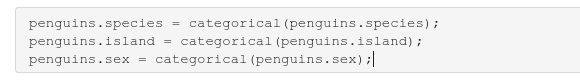 penguins.species = categorical(penguins.species);
penguins.island = categorical(penguins.island);
penguins.sex = categorical(penguins.sex);